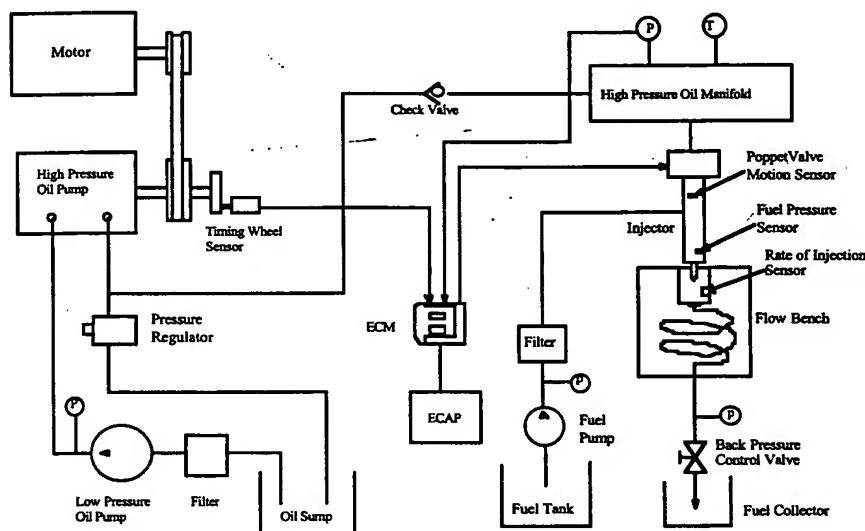 Motor
P
T
High Pressure Oil Manifold
Check Valve
High Pressure
Oil Pump
PoppetValve
Motion Sensor
Fuel Pressure
Sensor
Injector
Timing Wheel
Sensor
Rate of Injection
Sensor
Flow Bench
Pressure
Regulator
ECM
Filter
P
ECAP
Fuel
Pump
P
P
Back Pressure
Control Valve
Low Pressure
Oil Pump
Filter
Oil Sump
Fuel Tank
Fuel Collector